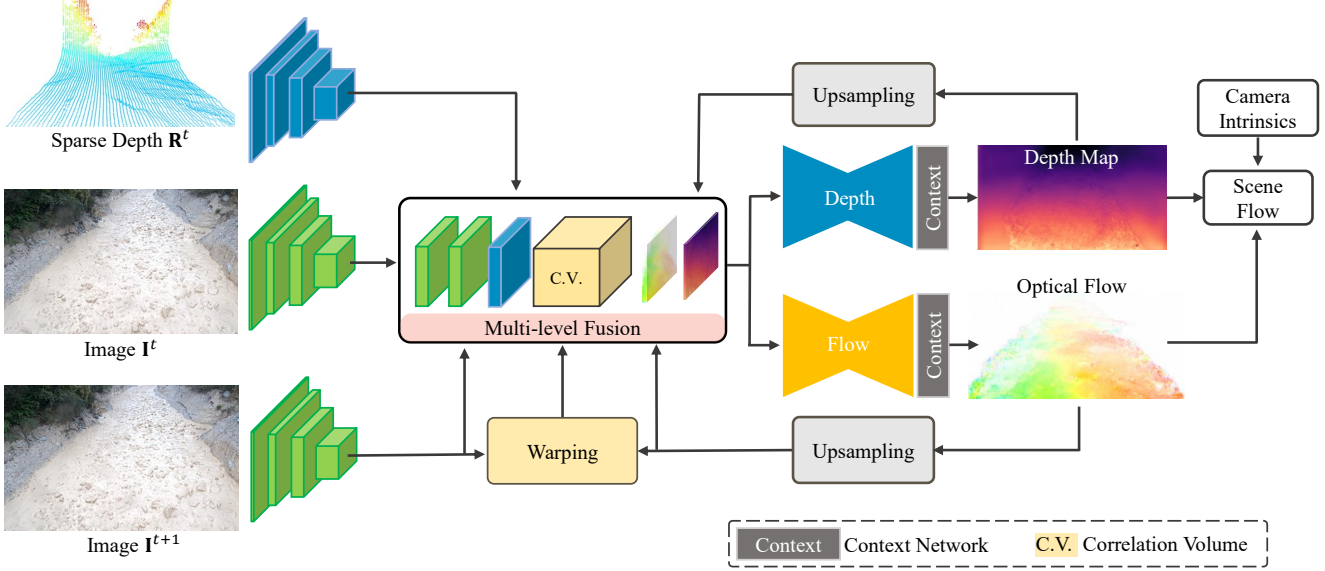 Sparse Depth R^t
Image I^t
Image I^{t+1}
C.V.
Multi-level Fusion
Warping
Upsampling
Depth
Context
Depth Map
Camera
Intrinsics
Scene
Flow
Optical Flow
Flow
Context
Upsampling
Context Context Network C.V. Correlation Volume